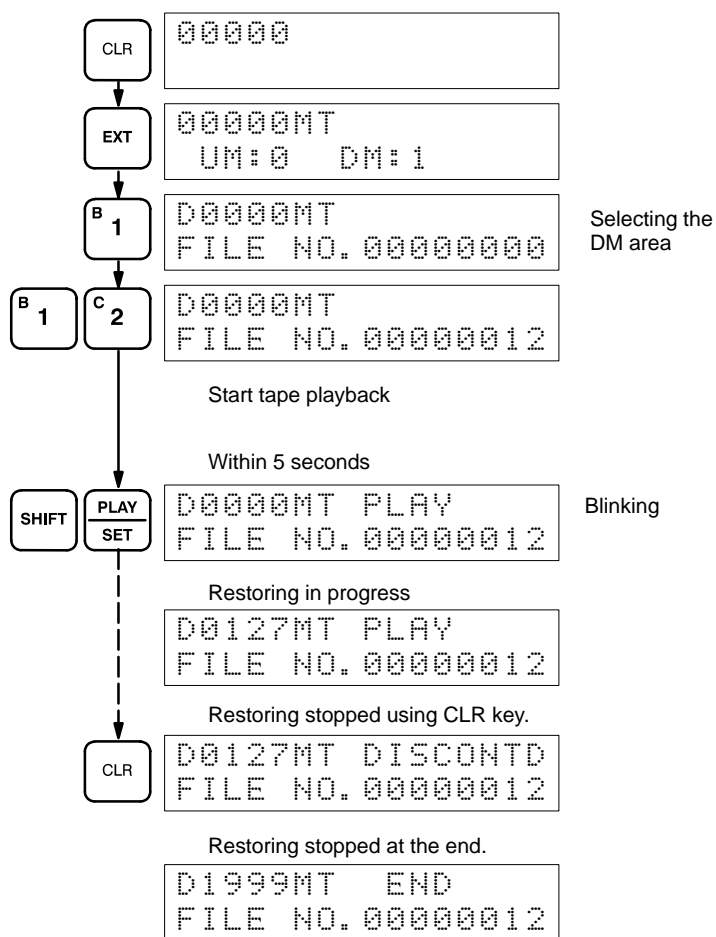 CLR
00000
EXT
00000MT
UM:0 DM:1
B 1
D0000MT
FILE NO.00000000
Selecting the
DM area
B 1
C 2
D0000MT
FILE NO.00000012
Start tape playback
Within 5 seconds
SHIFT
PLAY
SET
D0000MT PLAY
FILE NO.00000012
Blinking
Restoring in progress
D0127MT PLAY
FILE NO.00000012
Restoring stopped using CLR key.
CLR
D0127MT DISCONTD
FILE NO.00000012
Restoring stopped at the end.
D1999MT END
FILE NO.00000012